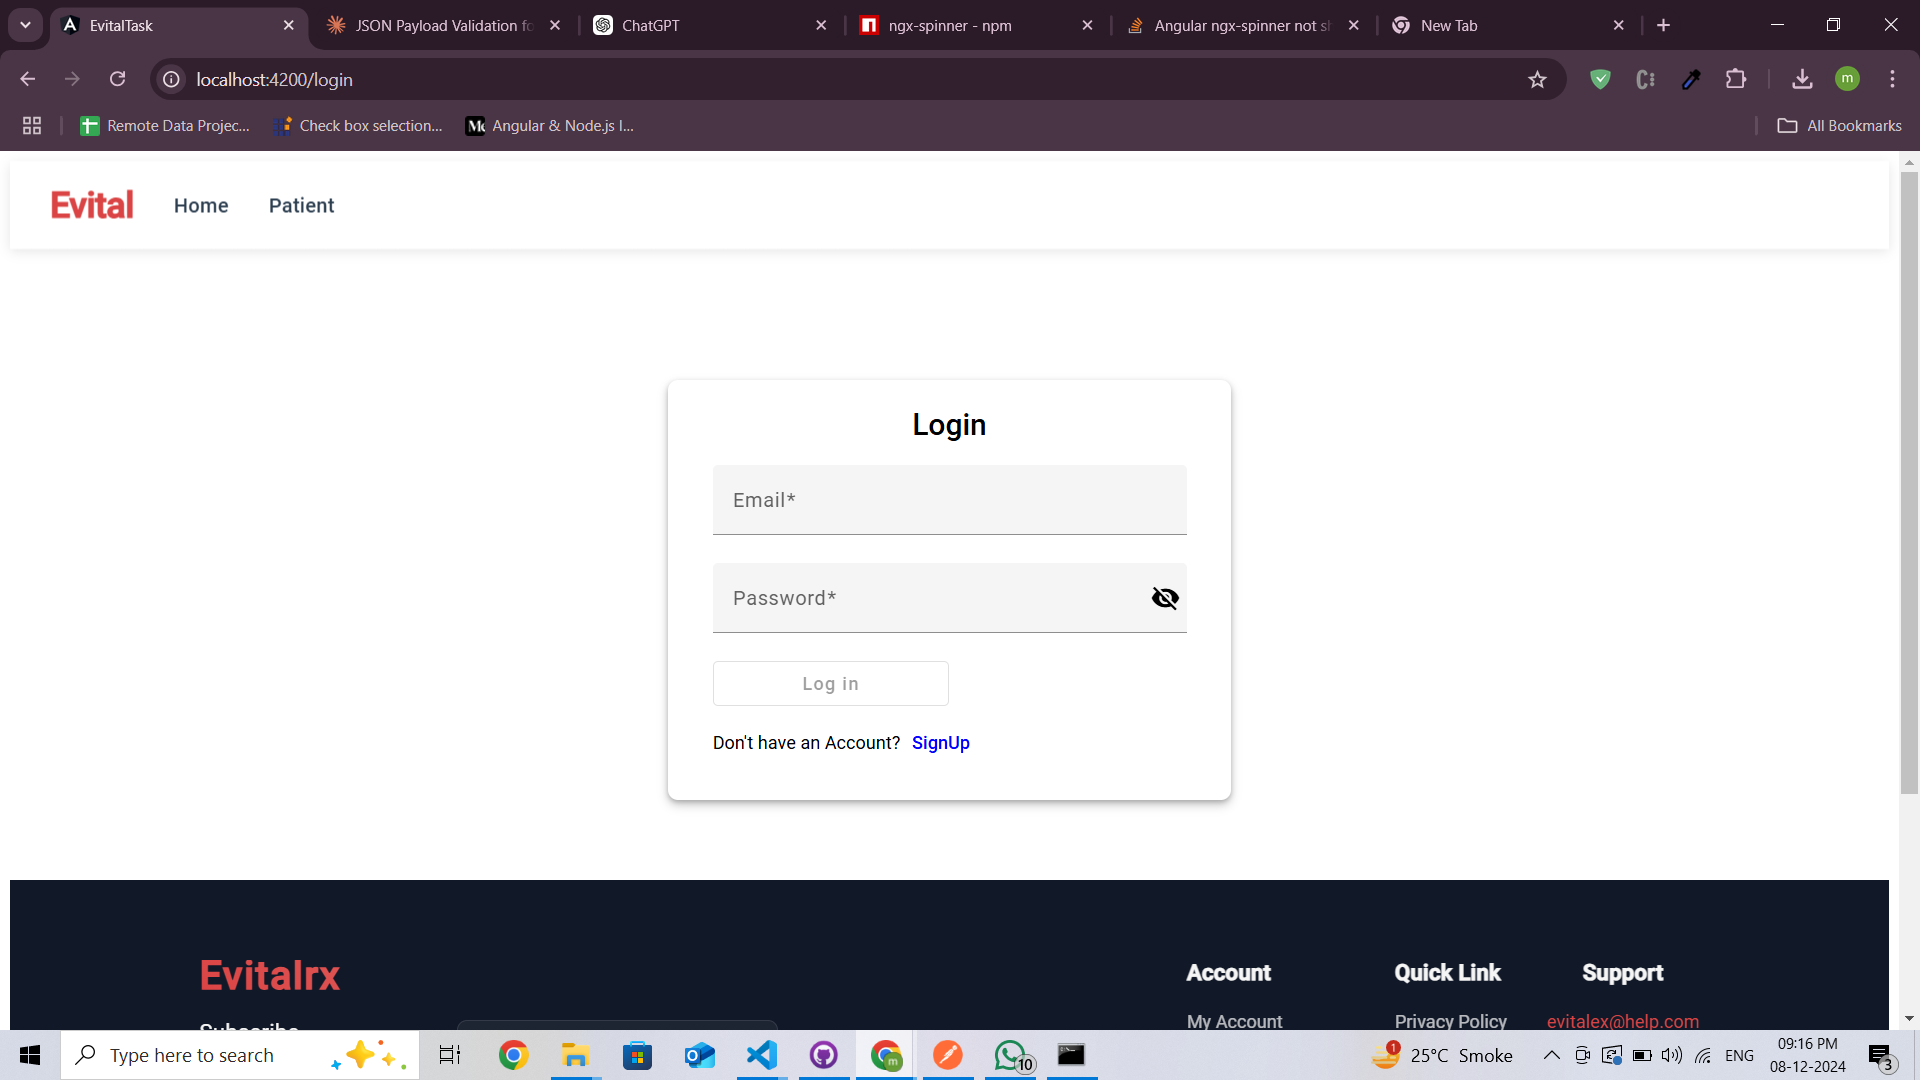 EvitalTask
JSON Payload Validation fo
ChatGPT
ngx-spinner - npm
Angular ngx-spinner not sh
New Tab
localhost:4200/login
m
Remote Data Projec...
Check box selection...
Angular & Node.js I...
All Bookmarks
Evital
Home
Patient
Login
Email*
Password*
Log in
Don't have an Account? SignUp
Evitalrx
Account
Quick Link
Support
Subscribe
My Account
Privacy Policy
evitalex@help.com
Type here to search
10
1
25°C Smoke
ENG
09:16 PM
08-12-2024
3